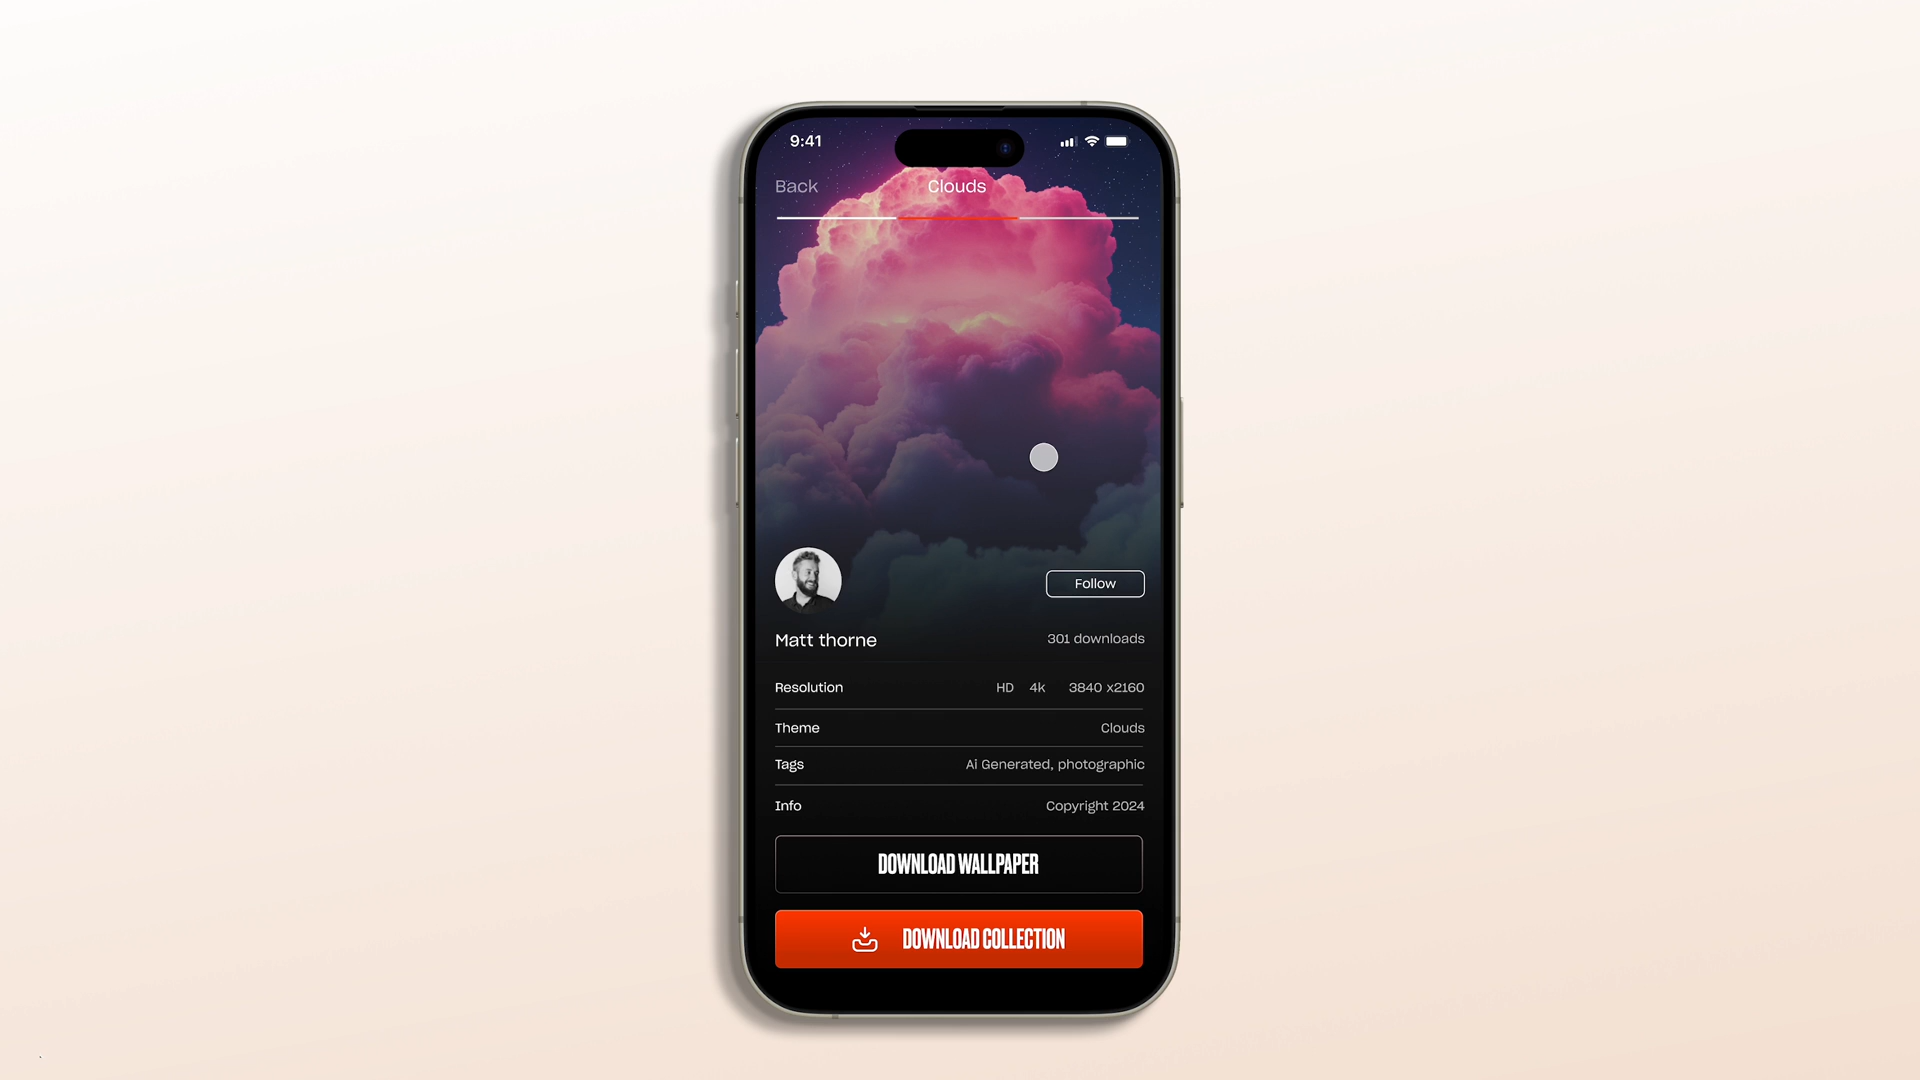 9:41
Back
Clouds
Follow
Matt thorne
301 downloads
Resolution
HD 4k 3840 x2160
Theme
Clouds
Tags
Ai Generated, photographic
Info
Copyright 2024
DOWNLOAD WALLPAPER
DOWNLOAD COLLECTION